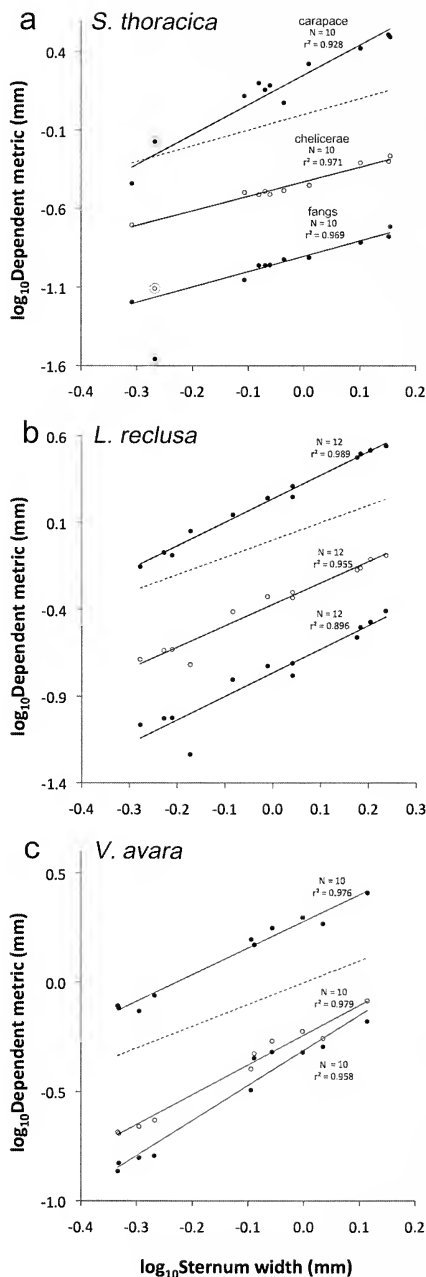 a S. thoracica
carapace
N = 10
r² = 0.928
chelicerae
N = 10
r² = 0.971
fangs
N = 10
r² = 0.969
0.4
-0.1
-0.6
-1.1
-1.6
log₁₀Dependent metric (mm)
-0.4 -0.3 -0.2 -0.1 0.0 0.1 0.2
b L. reclusa
N = 12
r² = 0.989
N = 12
r² = 0.955
N = 12
r² = 0.896
0.6
0.1
-0.4
-0.9
-1.4
log₁₀Dependent metric (mm)
-0.4 -0.3 -0.2 -0.1 0.0 0.1 0.2 0.3
c V. avara
N = 10
r² = 0.976
N = 10
r² = 0.979
N = 10
r² = 0.958
0.5
0.0
-0.5
-1.0
log₁₀Dependent metric (mm)
-0.4 -0.3 -0.2 -0.1 0.0 0.1 0.2
log₁₀Sternum width (mm)